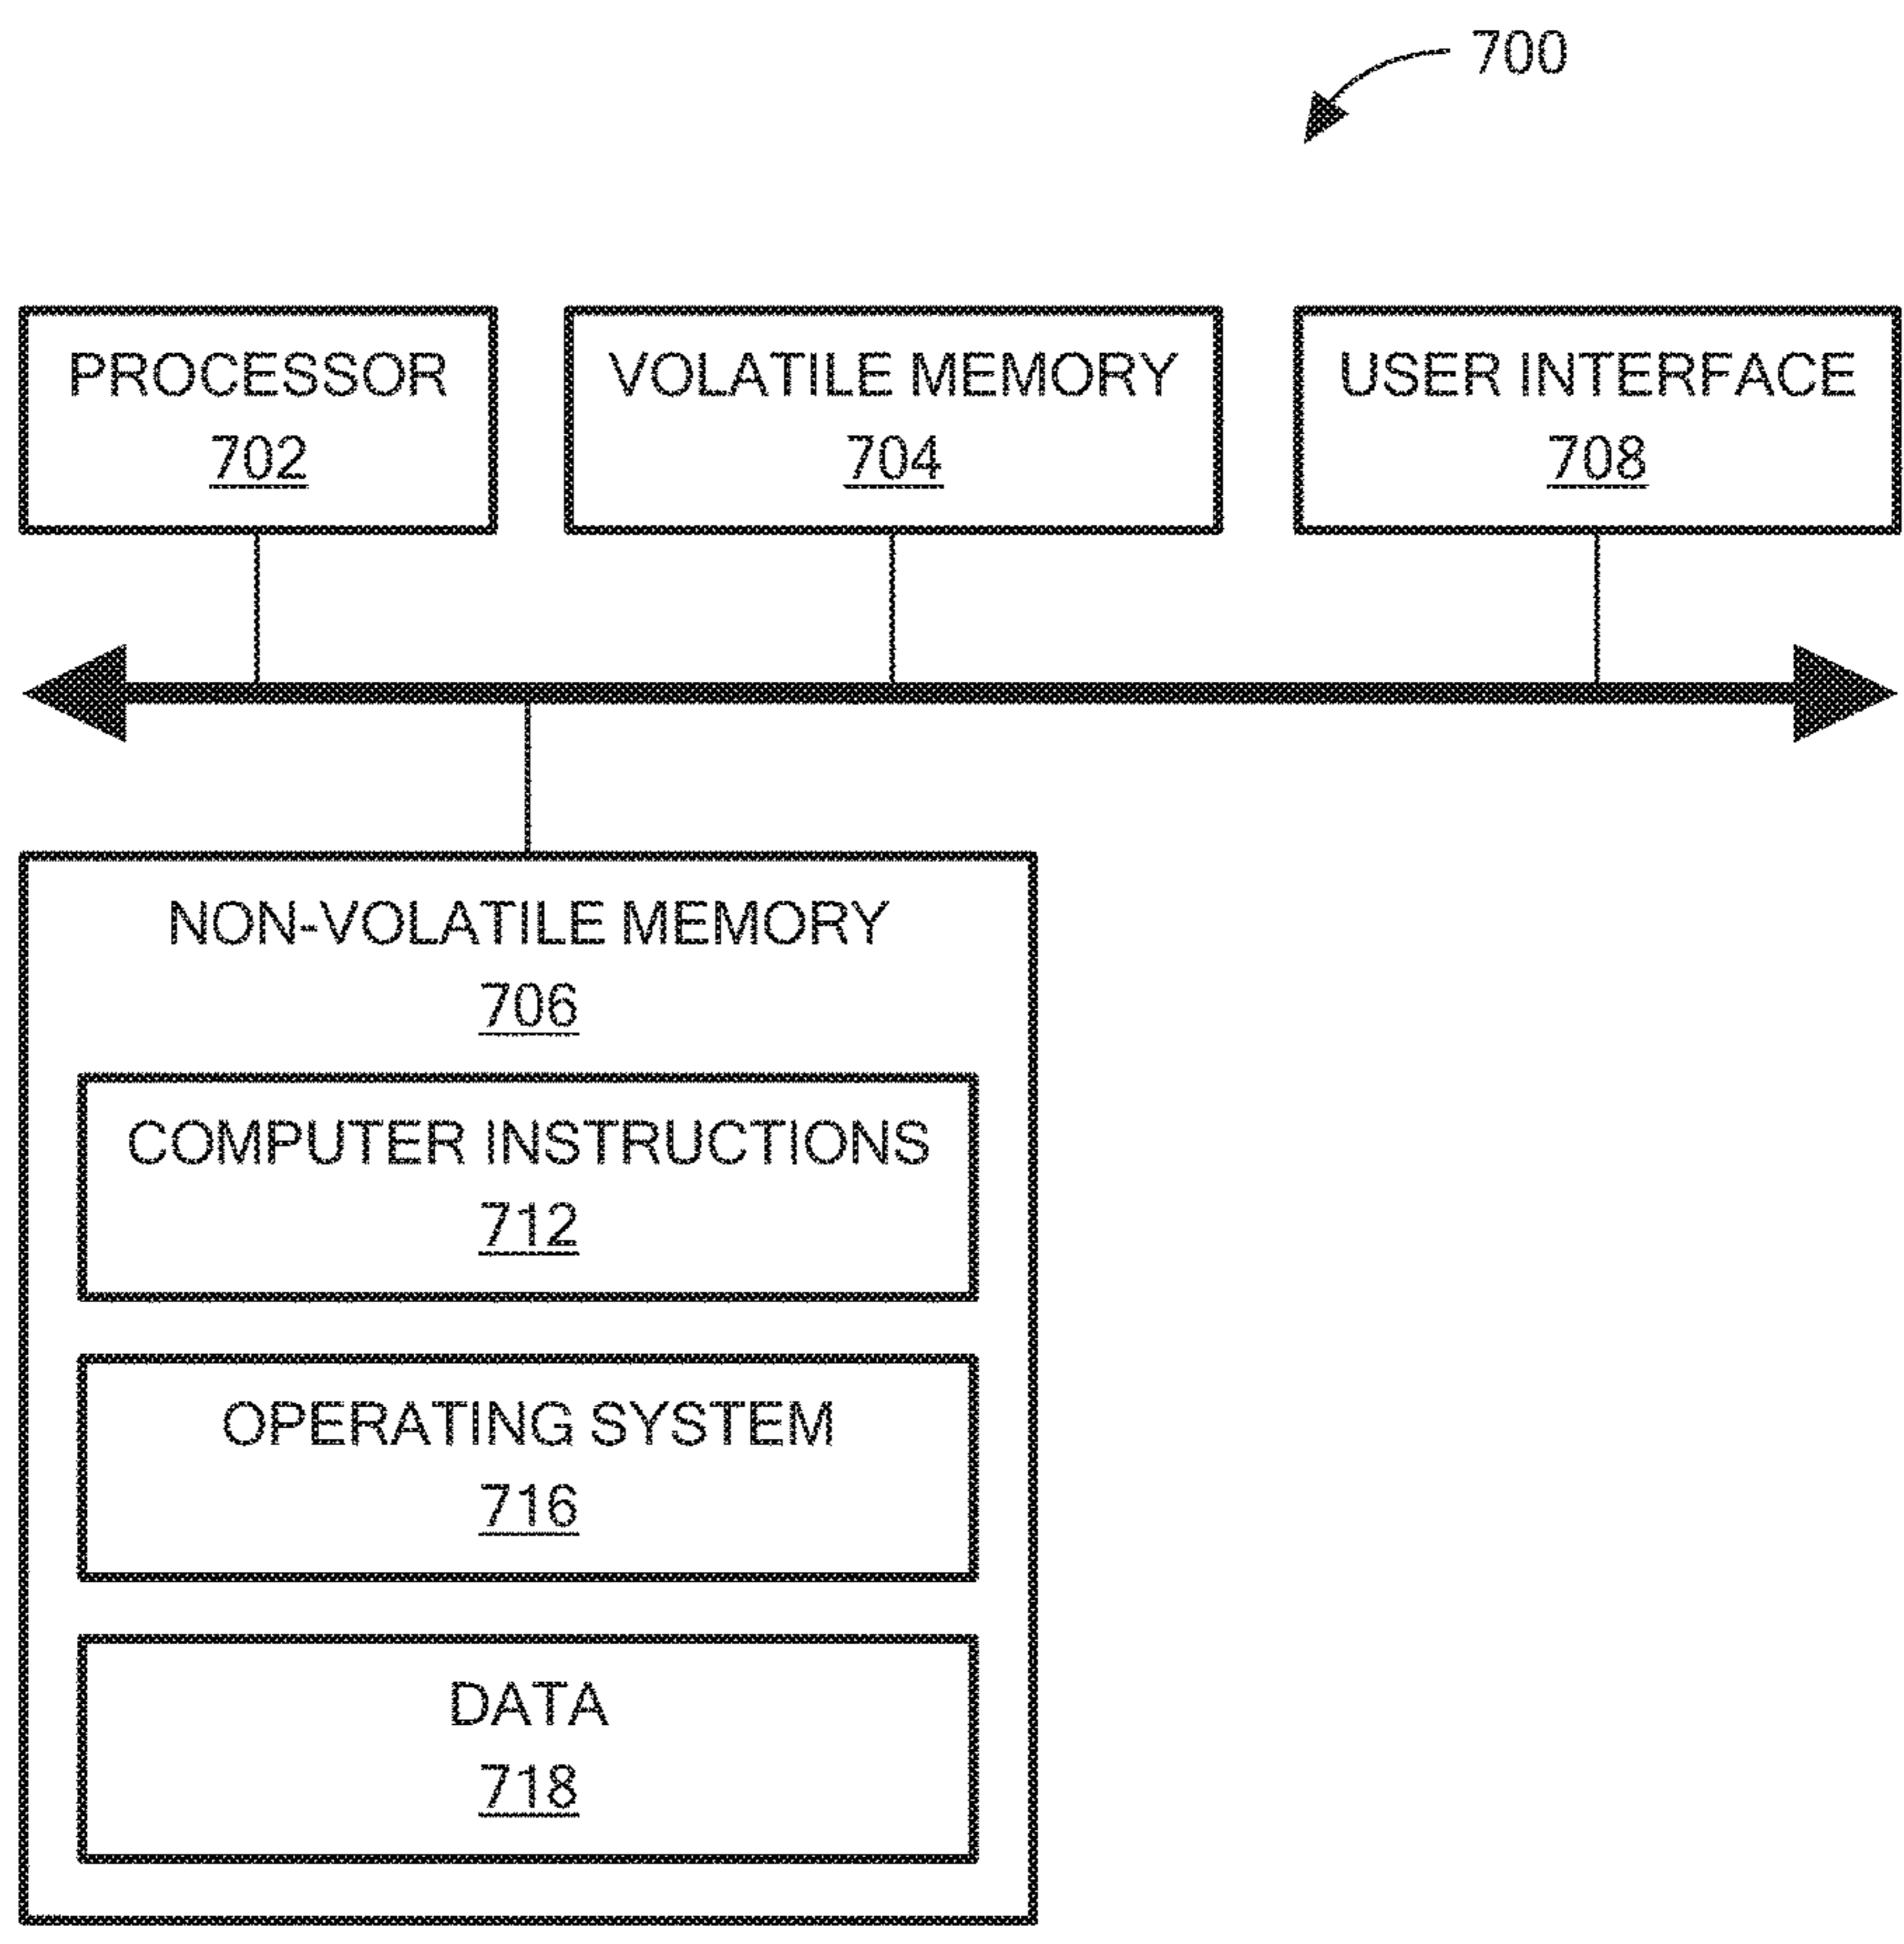 700
PROCESSOR
702
VOLATILE MEMORY
704
USER INTERFACE
708
NON-VOLATILE MEMORY
706
COMPUTER INSTRUCTIONS
712
OPERATING SYSTEM
716
DATA
718